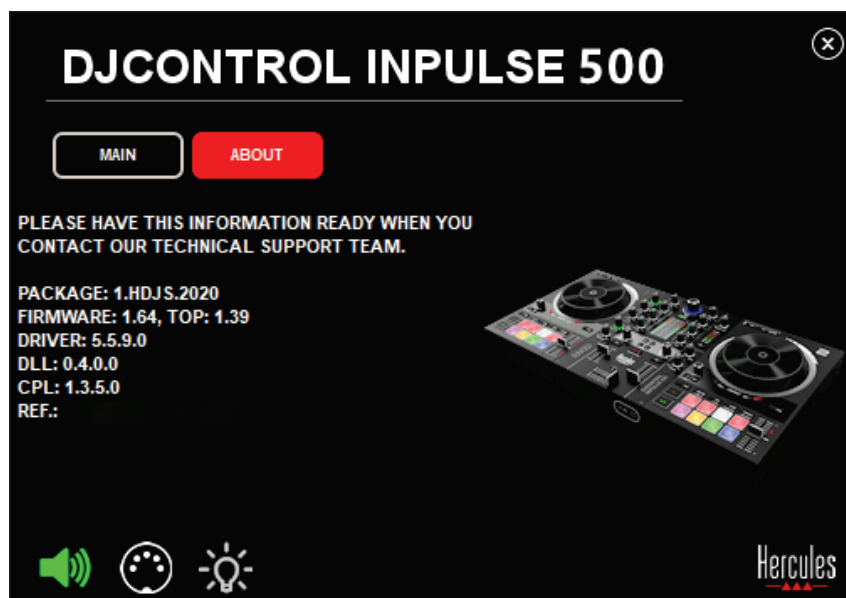 DJCONTROL INPULSE 500
MAIN
ABOUT
PLEASE HAVE THIS INFORMATION READY WHEN YOU
CONTACT OUR TECHNICAL SUPPORT TEAM.
PACKAGE: 1.HDJS.2020
FIRMWARE: 1.64, TOP: 1.39
DRIVER: 5.5.9.0
DLL: 0.4.0.0
CPL: 1.3.5.0
REF.:
Hercules